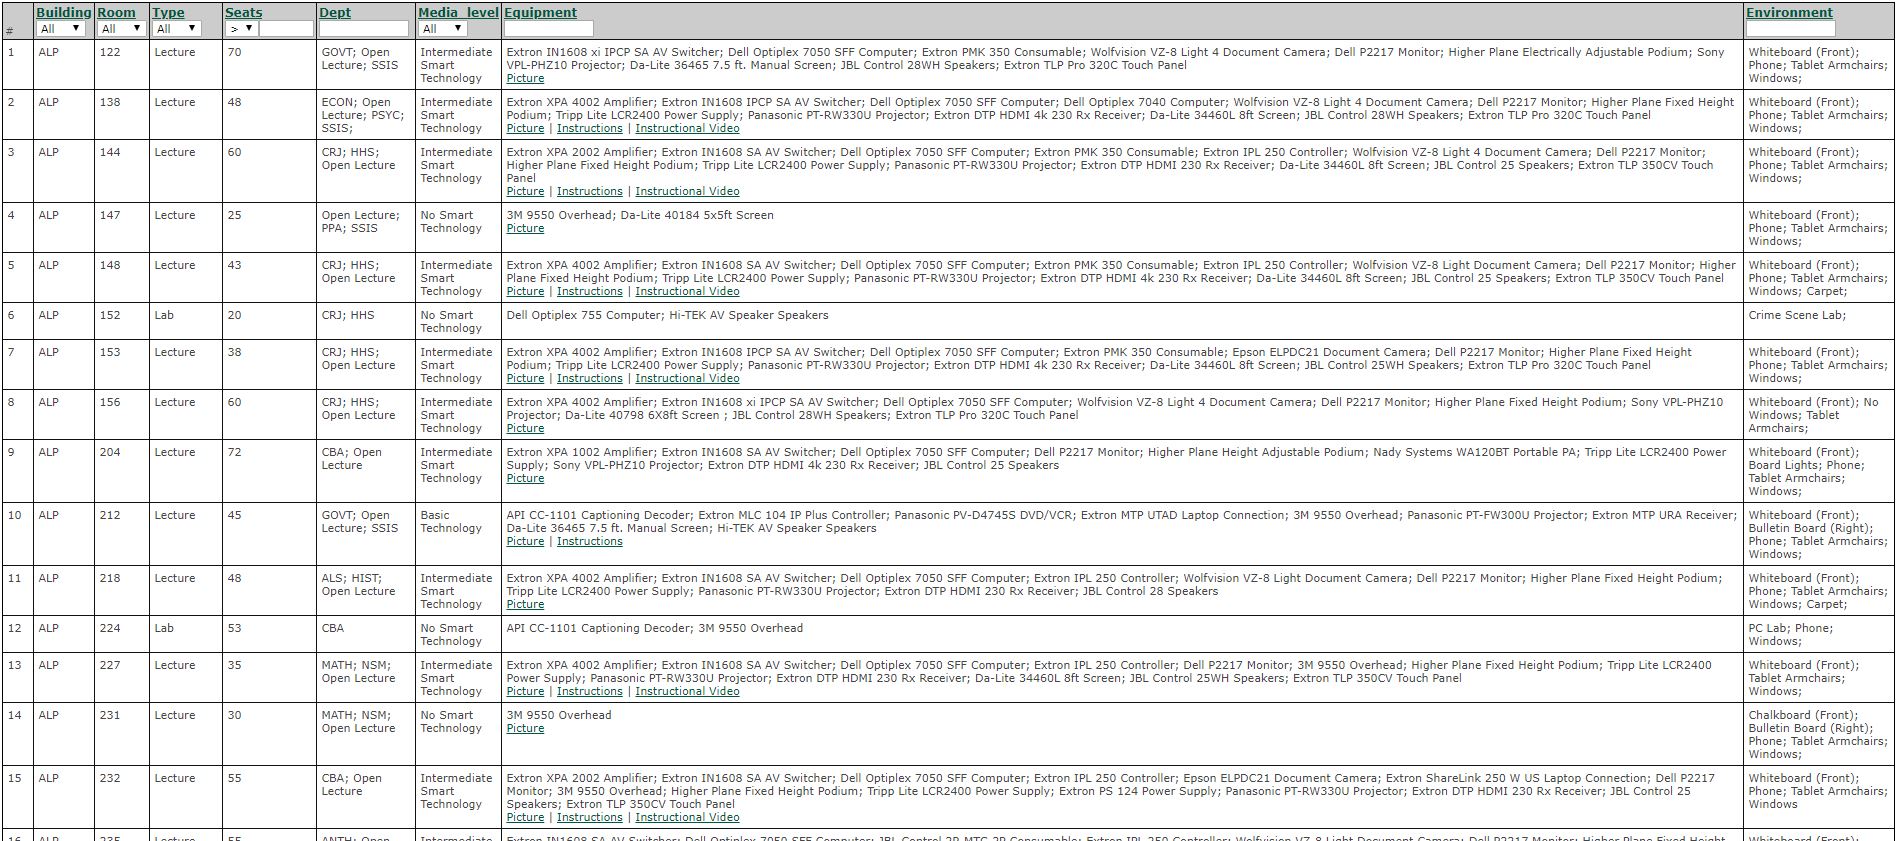 # Building Room Type Seats Dept Media_level Equipment Environment
All All All > All
1 ALP 122 Lecture 70 GOVT; Open Intermediate Extron IN1608 xi IPCP SA AV Switcher; Dell Optiplex 7050 SFF Computer; Extron PMK 350 Consumable; Wolfvision VZ-8 Light 4 Document Camera; Dell P2217 Monitor; Higher Plane Electrically Adjustable Podium; Sony Whiteboard (Front);
Lecture; SSIS Smart VPL-PHZ10 Projector; Da-Lite 36465 7.5 ft. Manual Screen; JBL Control 28WH Speakers; Extron TLP Pro 320C Touch Panel Phone; Tablet Armchairs;
Technology Picture Windows;
2 ALP 138 Lecture 48 ECON; Open Intermediate Extron XPA 4002 Amplifier; Extron IN1608 IPCP SA AV Switcher; Dell Optiplex 7050 SFF Computer; Dell Optiplex 7040 Computer; Wolfvision VZ-8 Light 4 Document Camera; Dell P2217 Monitor; Higher Plane Fixed Height Whiteboard (Front);
Lecture; PSYC; Smart Podium; Tripp Lite LCR2400 Power Supply; Panasonic PT-RW330U Projector; Extron DTP HDMI 4k 230 Rx Receiver; Da-Lite 34460L 8ft Screen; JBL Control 28WH Speakers; Extron TLP Pro 320C Touch Panel Phone; Tablet Armchairs;
SSIS; Technology Picture | Instructions | Instructional Video Windows;
3 ALP 144 Lecture 60 CRJ; HHS; Intermediate Extron XPA 2002 Amplifier; Extron IN1608 SA AV Switcher; Dell Optiplex 7050 SFF Computer; Extron PMK 350 Consumable; Extron IPL 250 Controller; Wolfvision VZ-8 Light 4 Document Camera; Dell P2217 Monitor; Whiteboard (Front);
Open Lecture Smart Higher Plane Fixed Height Podium; Tripp Lite LCR2400 Power Supply; Panasonic PT-RW330U Projector; Extron DTP HDMI 230 Rx Receiver; Da-Lite 34460L 8ft Screen; JBL Control 25 Speakers; Extron TLP 350CV Touch Phone; Tablet Armchairs;
Technology Panel Windows;
Picture | Instructions | Instructional Video
4 ALP 147 Lecture 25 Open Lecture; No Smart 3M 9550 Overhead; Da-Lite 40184 5x5ft Screen Whiteboard (Front);
PPA; SSIS Technology Picture Phone; Tablet Armchairs;
Windows;
5 ALP 148 Lecture 43 CRJ; HHS; Intermediate Extron XPA 4002 Amplifier; Extron IN1608 SA AV Switcher; Dell Optiplex 7050 SFF Computer; Extron PMK 350 Consumable; Extron IPL 250 Controller; Wolfvision VZ-8 Light Document Camera; Dell P2217 Monitor; Higher Whiteboard (Front);
Open Lecture Smart Plane Fixed Height Podium; Tripp Lite LCR2400 Power Supply; Panasonic PT-RW330U Projector; Extron DTP HDMI 4k 230 Rx Receiver; Da-Lite 34460L 8ft Screen; JBL Control 25 Speakers; Extron TLP 350CV Touch Panel Phone; Tablet Armchairs;
Technology Picture | Instructions | Instructional Video Windows; Carpet;
6 ALP 152 Lab 20 CRJ; HHS No Smart Dell Optiplex 755 Computer; Hi-TEK AV Speaker Speakers Crime Scene Lab;
Technology
7 ALP 153 Lecture 38 CRJ; HHS; Intermediate Extron XPA 4002 Amplifier; Extron IN1608 IPCP SA AV Switcher; Dell Optiplex 7050 SFF Computer; Extron PMK 350 Consumable; Epson ELPDC21 Document Camera; Dell P2217 Monitor; Higher Plane Fixed Height Whiteboard (Front);
Open Lecture Smart Podium; Tripp Lite LCR2400 Power Supply; Panasonic PT-RW330U Projector; Extron DTP HDMI 4k 230 Rx Receiver; Da-Lite 34460L 8ft Screen; JBL Control 25WH Speakers; Extron TLP Pro 320C Touch Panel Phone; Tablet Armchairs;
Technology Picture | Instructions | Instructional Video Windows;
8 ALP 156 Lecture 60 CRJ; HHS; Intermediate Extron XPA 4002 Amplifier; Extron IN1608 xi IPCP SA AV Switcher; Dell Optiplex 7050 SFF Computer; Wolfvision VZ-8 Light 4 Document Camera; Dell P2217 Monitor; Higher Plane Fixed Height Podium; Sony VPL-PHZ10 Whiteboard (Front); No
Open Lecture Smart Projector; Da-Lite 40798 6X8ft Screen ; JBL Control 28WH Speakers; Extron TLP Pro 320C Touch Panel Windows; Tablet
Technology Picture Armchairs;
9 ALP 204 Lecture 72 CBA; Open Intermediate Extron XPA 1002 Amplifier; Extron IN1608 SA AV Switcher; Dell Optiplex 7050 SFF Computer; Dell P2217 Monitor; Higher Plane Height Adjustable Podium; Nady Systems WA120BT Portable PA; Tripp Lite LCR2400 Power Whiteboard (Front);
Lecture Smart Supply; Sony VPL-PHZ10 Projector; Extron DTP HDMI 4k 230 Rx Receiver; JBL Control 25 Speakers Board Lights; Phone;
Technology Picture Tablet Armchairs;
Windows;
10 ALP 212 Lecture 45 GOVT; Open Basic API CC-1101 Captioning Decoder; Extron MLC 104 IP Plus Controller; Panasonic PV-D4745S DVD/VCR; Extron MTP UTAD Laptop Connection; 3M 9550 Overhead; Panasonic PT-FW300U Projector; Extron MTP URA Receiver; Whiteboard (Front);
Lecture; SSIS Technology Da-Lite 36465 7.5 ft. Manual Screen; Hi-TEK AV Speaker Speakers Bulletin Board (Right);
Picture | Instructions Phone; Tablet Armchairs;
Windows;
11 ALP 218 Lecture 48 ALS; HIST; Intermediate Extron XPA 4002 Amplifier; Extron IN1608 SA AV Switcher; Dell Optiplex 7050 SFF Computer; Extron IPL 250 Controller; Wolfvision VZ-8 Light Document Camera; Dell P2217 Monitor; Higher Plane Fixed Height Podium; Whiteboard (Front);
Open Lecture Smart Tripp Lite LCR2400 Power Supply; Panasonic PT-RW330U Projector; Extron DTP HDMI 230 Rx Receiver; JBL Control 28 Speakers Phone; Tablet Armchairs;
Technology Picture Windows; Carpet;
12 ALP 224 Lab 53 CBA No Smart API CC-1101 Captioning Decoder; 3M 9550 Overhead PC Lab; Phone;
Technology Windows;
13 ALP 227 Lecture 35 MATH; NSM; Intermediate Extron XPA 4002 Amplifier; Extron IN1608 SA AV Switcher; Dell Optiplex 7050 SFF Computer; Extron IPL 250 Controller; Dell P2217 Monitor; 3M 9550 Overhead; Higher Plane Fixed Height Podium; Tripp Lite LCR2400 Whiteboard (Front);
Open Lecture Smart Power Supply; Panasonic PT-RW330U Projector; Extron DTP HDMI 230 Rx Receiver; Da-Lite 34460L 8ft Screen; JBL Control 25WH Speakers; Extron TLP 350CV Touch Panel Phone; Tablet Armchairs;
Technology Picture | Instructions | Instructional Video Windows;
14 ALP 231 Lecture 30 MATH; NSM; No Smart 3M 9550 Overhead Chalkboard (Front);
Open Lecture Technology Picture Bulletin Board (Right);
Phone; Tablet Armchairs;
Windows;
15 ALP 232 Lecture 55 CBA; Open Intermediate Extron XPA 2002 Amplifier; Extron IN1608 SA AV Switcher; Dell Optiplex 7050 SFF Computer; Extron IPL 250 Controller; Epson ELPDC21 Document Camera; Extron ShareLink 250 W US Laptop Connection; Dell P2217 Whiteboard (Front);
Lecture Smart Monitor; 3M 9550 Overhead; Higher Plane Fixed Height Podium; Tripp Lite LCR2400 Power Supply; Extron PS 124 Power Supply; Panasonic PT-RW330U Projector; Extron DTP HDMI 230 Rx Receiver; JBL Control 25 Phone; Tablet Armchairs;
Technology Speakers; Extron TLP 350CV Touch Panel Windows
Picture | Instructions | Instructional Video
16 ALP 235 Lecture 55 ANTH; Open Intermediate Extron IN1608 SA AV Switcher; Dell Optiplex 7050 SFF Computer; JBL Control 2P, MTC-2P Consumable; Extron IPL 250 Controller; Wolfvision VZ-8 Light Document Camera; Dell P2217 Monitor; Higher Plane Fixed Height Whiteboard (Front);